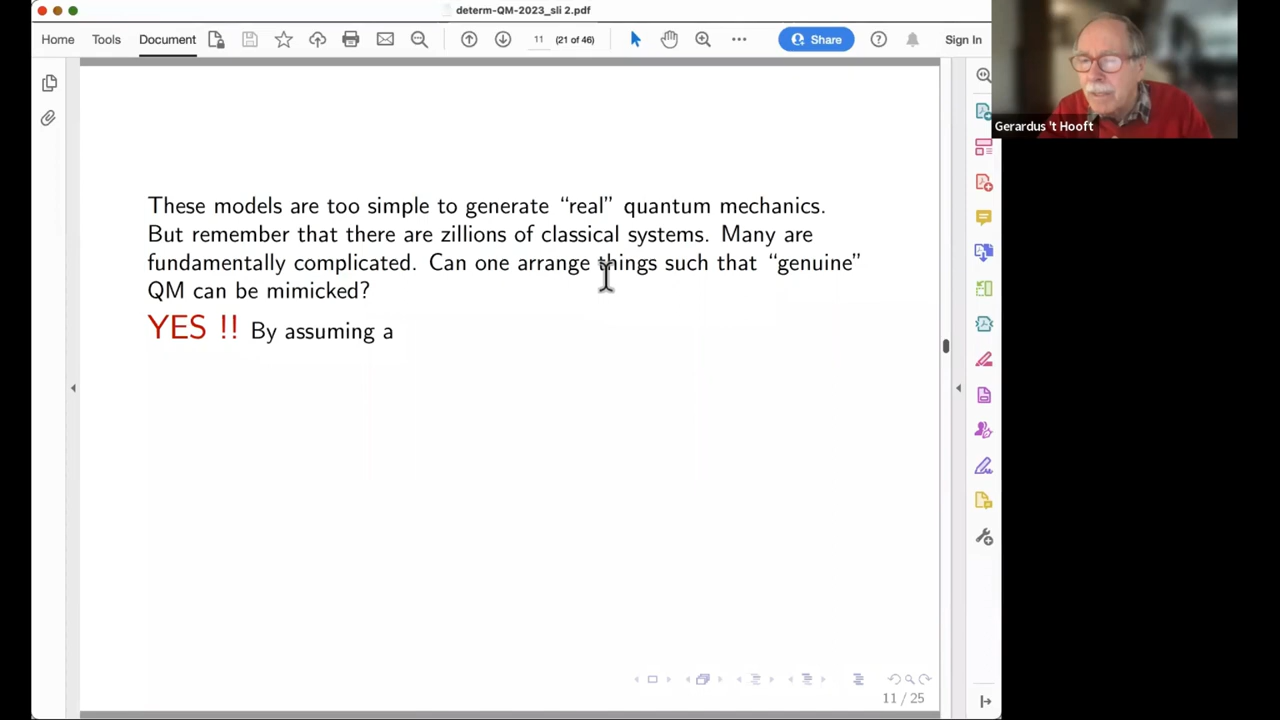 determ-QM-2023_sli 2.pdf
Home Tools Document 11 (21 of 46) Share Sign In
Gerardus 't Hooft
These models are too simple to generate “real” quantum mechanics.
But remember that there are zillions of classical systems. Many are
fundamentally complicated. Can one arrange things such that “genuine”
QM can be mimicked?
YES !! By assuming a
11 / 25